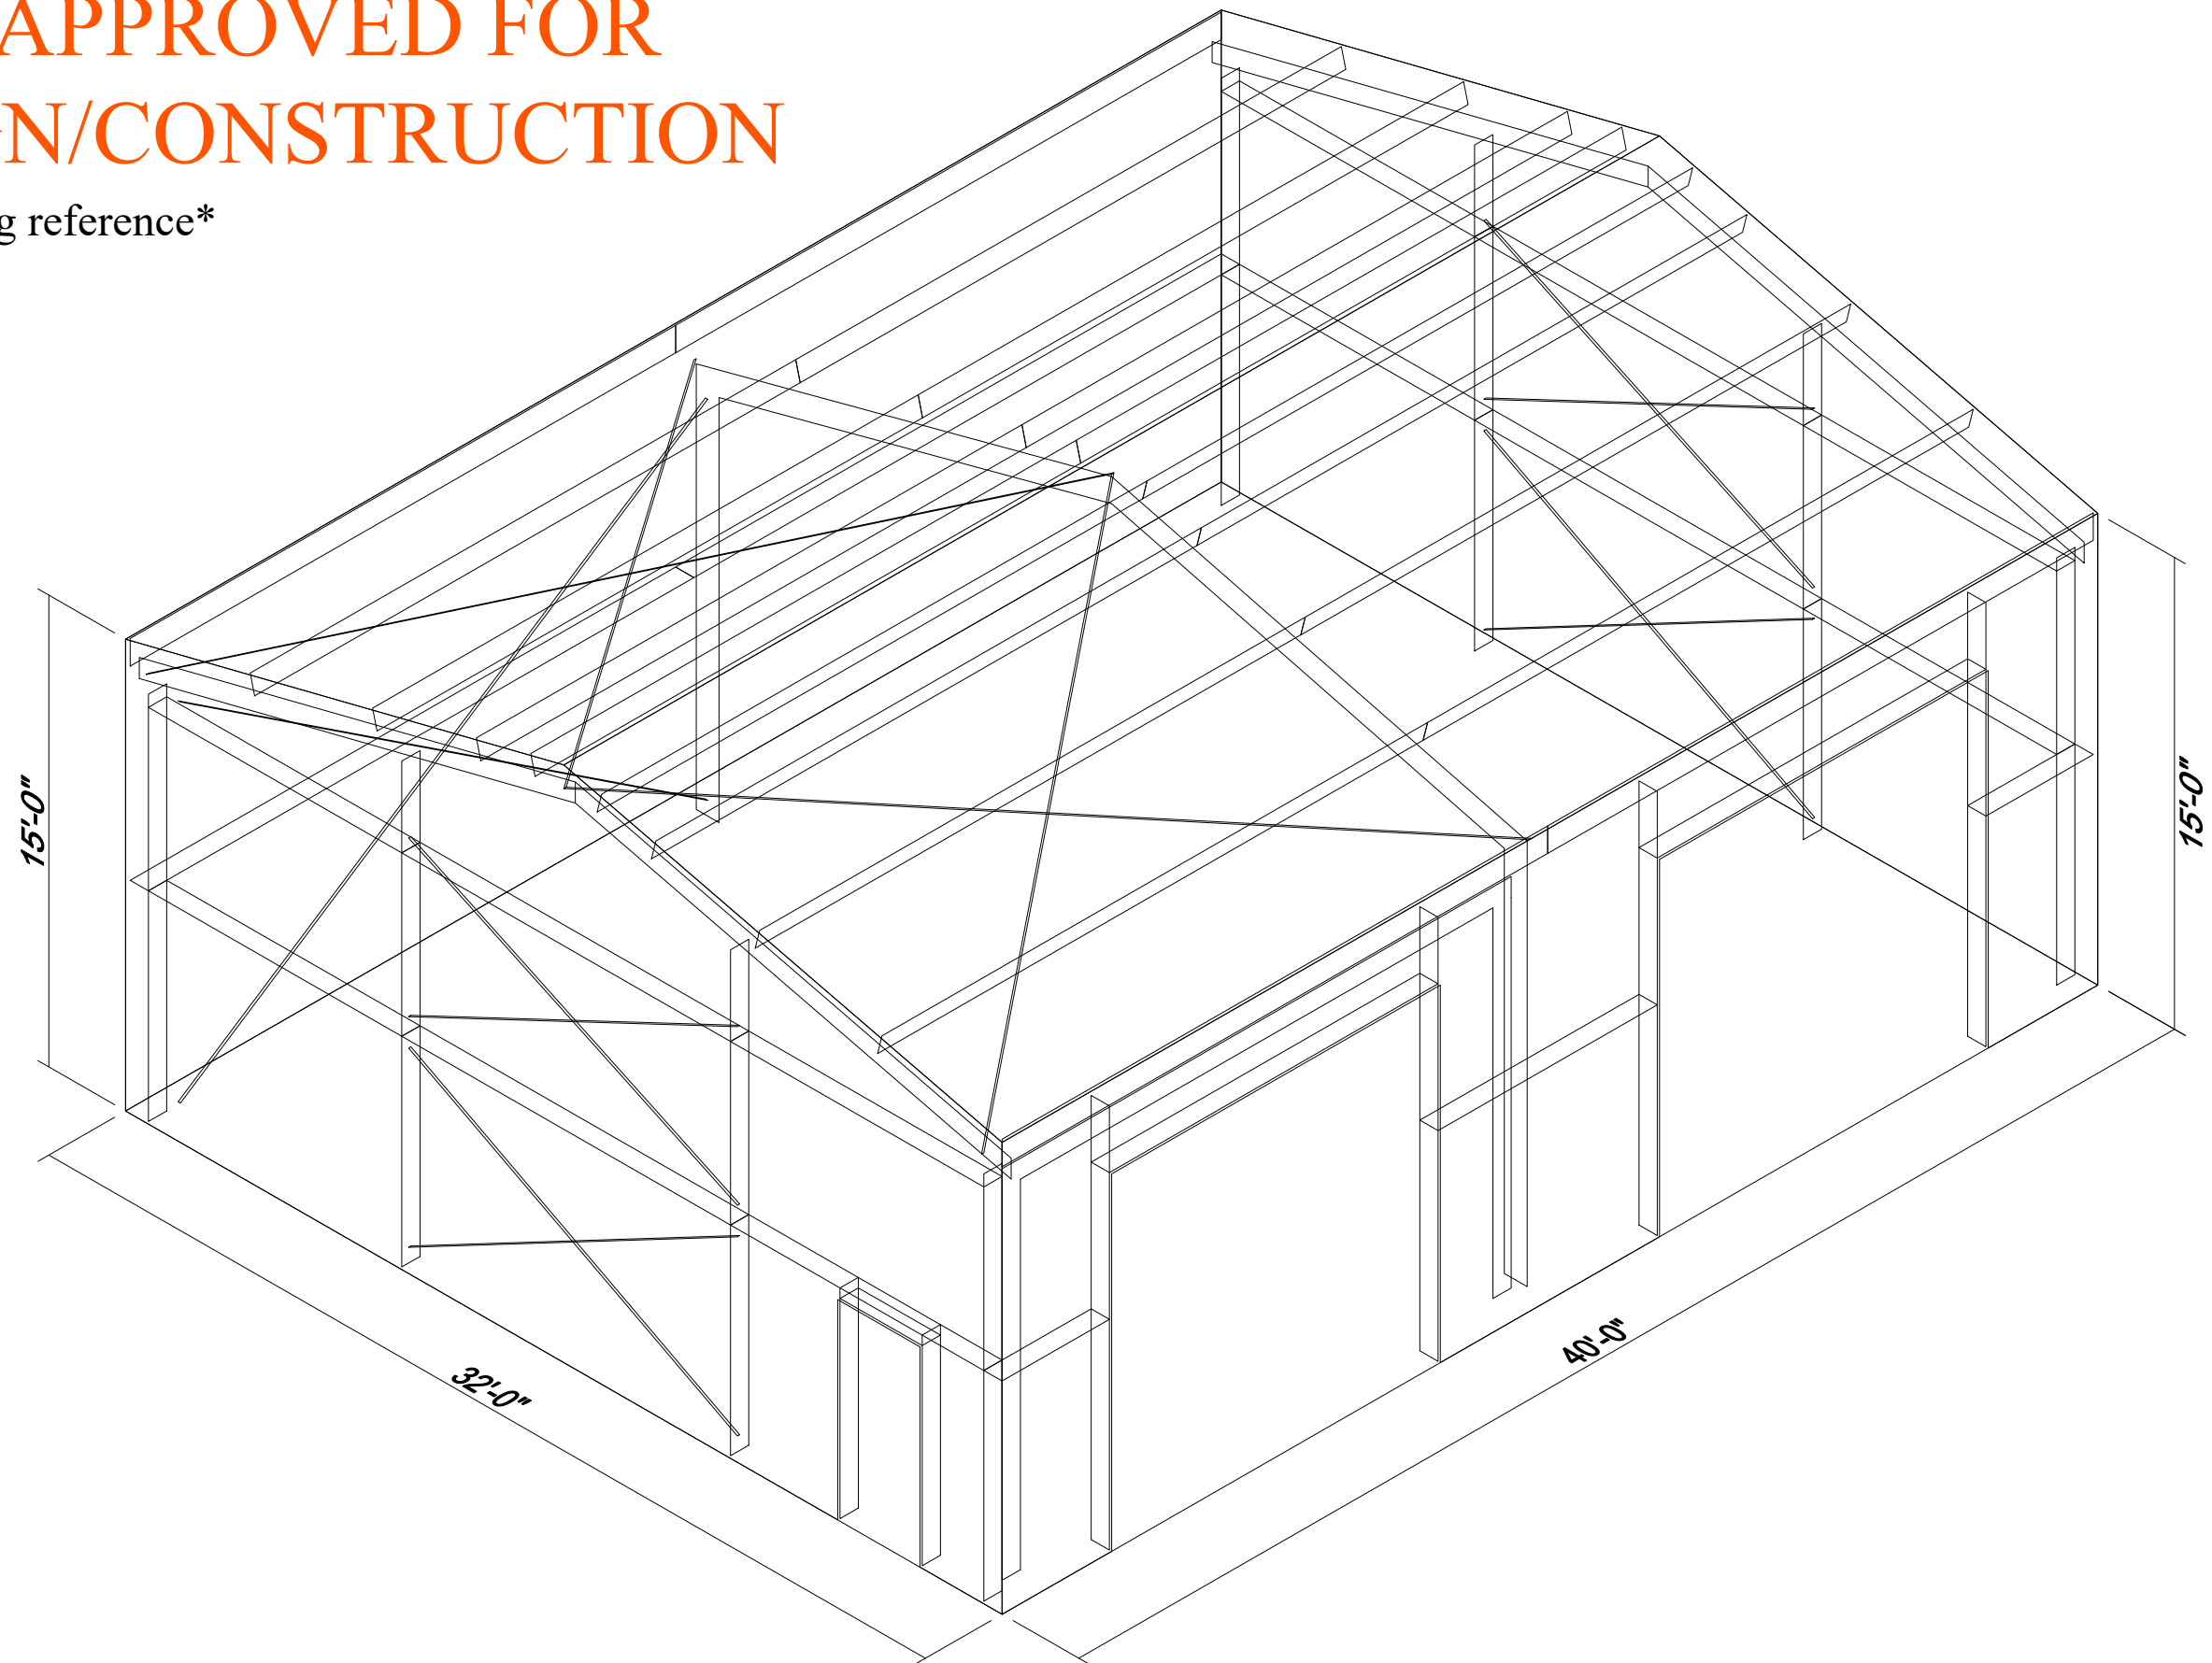 APPROVED FOR
N/CONSTRUCTION
reference*
15'-0"
15'-0"
40'-0"
32'-0"